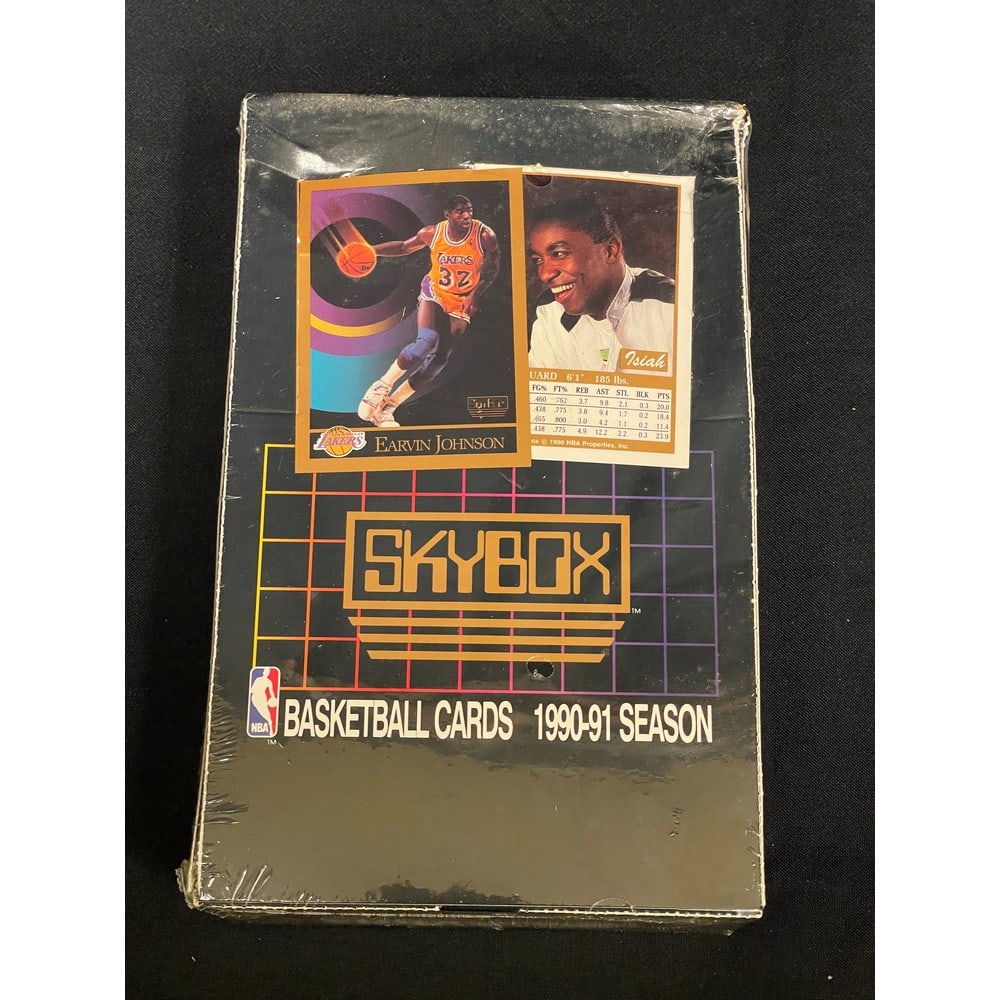 LAKERS
32
LAKERS
EARVIN JOHNSON
Isiah
UARD 6'1" 185 lbs.
FG% FT% REB AST STL BLK PTS
.460 .762 3.7 9.8 2.1 0.3 20.0
.438 .775 3.8 9.4 1.7 0.2 18.4
.465 .800 3.0 4.2 1.1 0.2 11.4
.438 .775 4.9 12.2 2.2 0.3 23.9
ox © 1990 NBA Properties, Inc.
SKYBOX
TM
NBA
TM
BASKETBALL CARDS 1990-91 SEASON